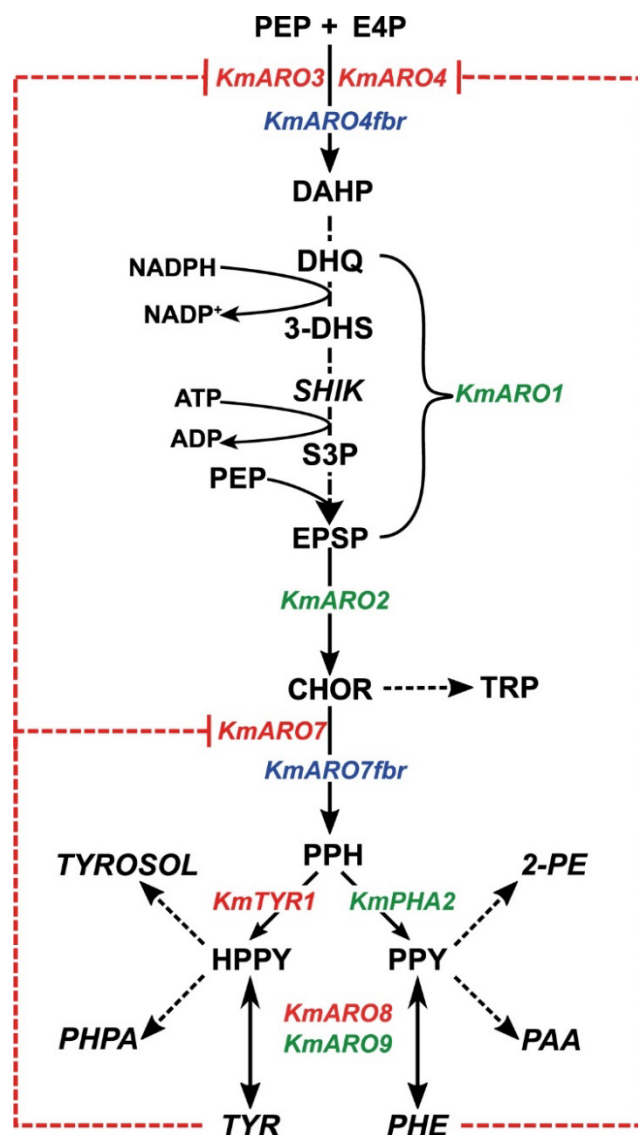 PEP + E4P
KmARO3 KmARO4
KmARO4fbr
DAHP
DHQ
NADPH
NADP+
3-DHS
SHIK
KmARO1
ATP
ADP
S3P
PEP
EPSP
KmARO2
CHOR TRP
KmARO7
KmARO7fbr
PPH
TYROSOL 2-PE
KmTYR1 KmPHA2
HPPY PPY
KmARO8
KmARO9
PHPA PAA
TYR PHE